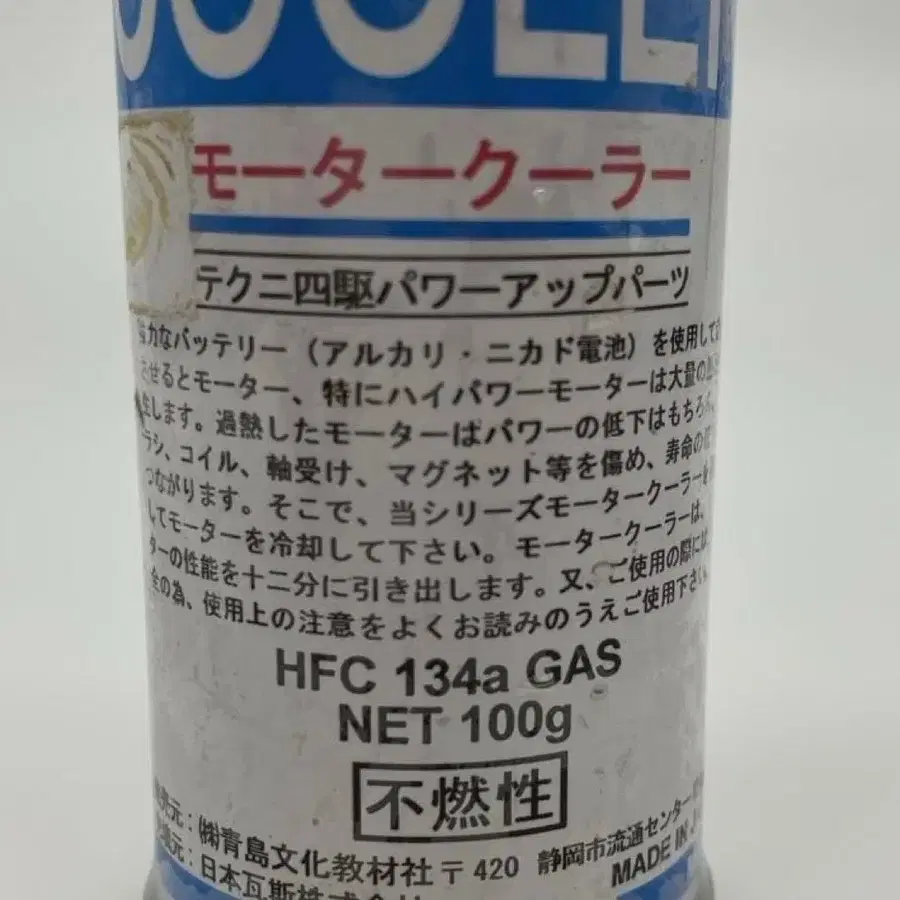 モータークーラー
テクニ四駆パワーアップパーツ
力なバッテリー（アルカリ・ニカド電池）を使用して
させるとモーター、特にハイパワーモーターは大量の
生します。過熱したモーターはパワーの低下はもちろん、
ラシ、コイル、軸受け、マグネット等を傷め、寿命の
つながります。そこで、当シリーズモータークーラーを
してモーターを冷却して下さい。モータークーラーは、
ターの性能を十二分に引き出します。又、ご使用の際には、
全の為、使用上の注意をよくお読みのうえご使用下さい。
HFC 134a GAS
NET 100g
不燃性
売元：㈱青島文化教材社 〒420 静岡市流通センター
元：日本瓦斯株式会社 MADE IN